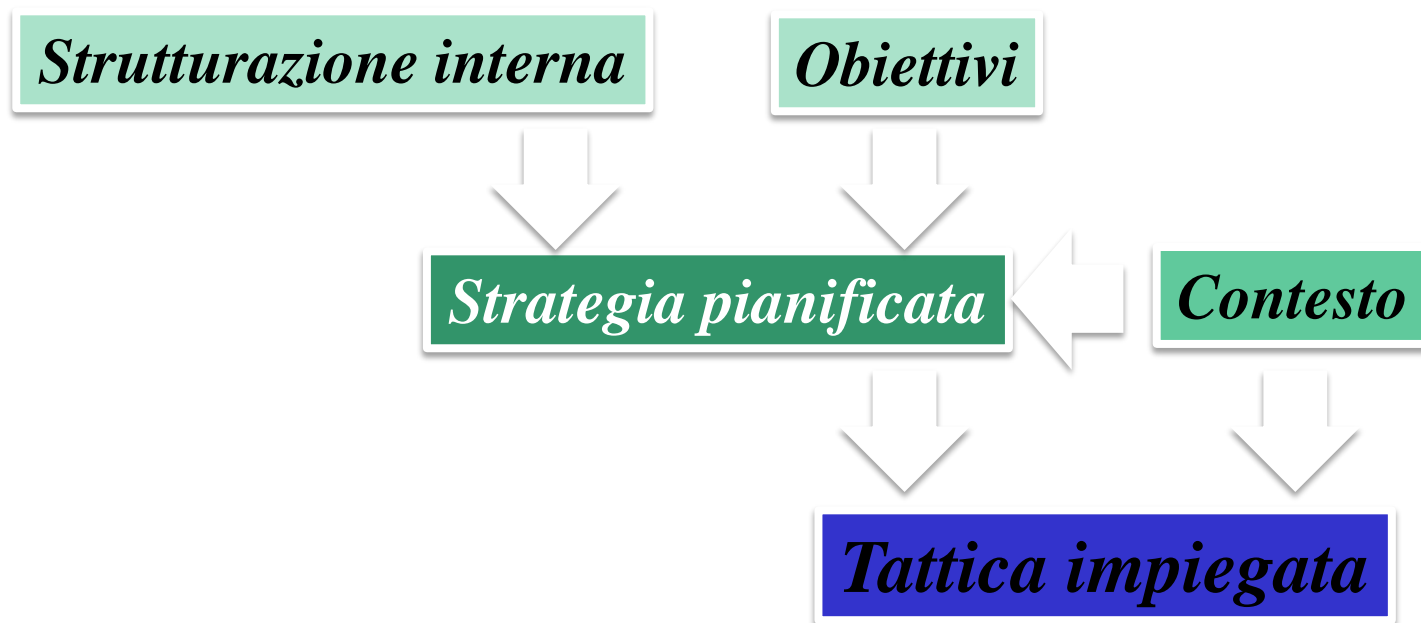 Strutturazione interna
Obiettivi
Strategia pianificata
Contesto
Tattica impiegata